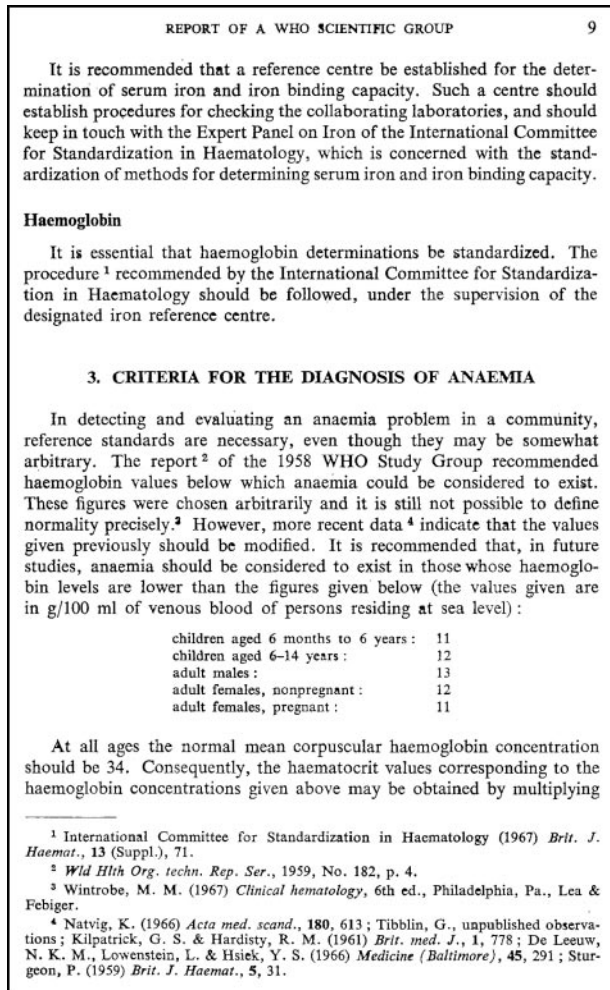 REPORT OF A WHO SCIENTIFIC GROUP 9
It is recommended that a reference centre be established for the deter-
mination of serum iron and iron binding capacity. Such a centre should
establish procedures for checking the collaborating laboratories, and should
keep in touch with the Expert Panel on Iron of the International Committee
for Standardization in Haematology, which is concerned with the stand-
ardization of methods for determining serum iron and iron binding capacity.
Haemoglobin
It is essential that haemoglobin determinations be standardized. The
procedure ¹ recommended by the International Committee for Standardiza-
tion in Haematology should be followed, under the supervision of the
designated iron reference centre.
3. CRITERIA FOR THE DIAGNOSIS OF ANAEMIA
In detecting and evaluating an anaemia problem in a community,
reference standards are necessary, even though they may be somewhat
arbitrary. The report ² of the 1958 WHO Study Group recommended
haemoglobin values below which anaemia could be considered to exist.
These figures were chosen arbitrarily and it is still not possible to define
normality precisely.³ However, more recent data ⁴ indicate that the values
given previously should be modified. It is recommended that, in future
studies, anaemia should be considered to exist in those whose haemoglo-
bin levels are lower than the figures given below (the values given are
in g/100 ml of venous blood of persons residing at sea level) :
children aged 6 months to 6 years : 11
children aged 6–14 years : 12
adult males : 13
adult females, nonpregnant : 12
adult females, pregnant : 11
At all ages the normal mean corpuscular haemoglobin concentration
should be 34. Consequently, the haematocrit values corresponding to the
haemoglobin concentrations given above may be obtained by multiplying
¹ International Committee for Standardization in Haematology (1967) Brit. J.
Haemat., 13 (Suppl.), 71.
² Wld Hlth Org. techn. Rep. Ser., 1959, No. 182, p. 4.
³ Wintrobe, M. M. (1967) Clinical hematology, 6th ed., Philadelphia, Pa., Lea &
Febiger.
⁴ Natvig, K. (1966) Acta med. scand., 180, 613 ; Tibblin, G., unpublished observa-
tions ; Kilpatrick, G. S. & Hardisty, R. M. (1961) Brit. med. J., 1, 778 ; De Leeuw,
N. K. M., Lowenstein, L. & Hsiek, Y. S. (1966) Medicine (Baltimore), 45, 291 ; Stur-
geon, P. (1959) Brit. J. Haemat., 5, 31.